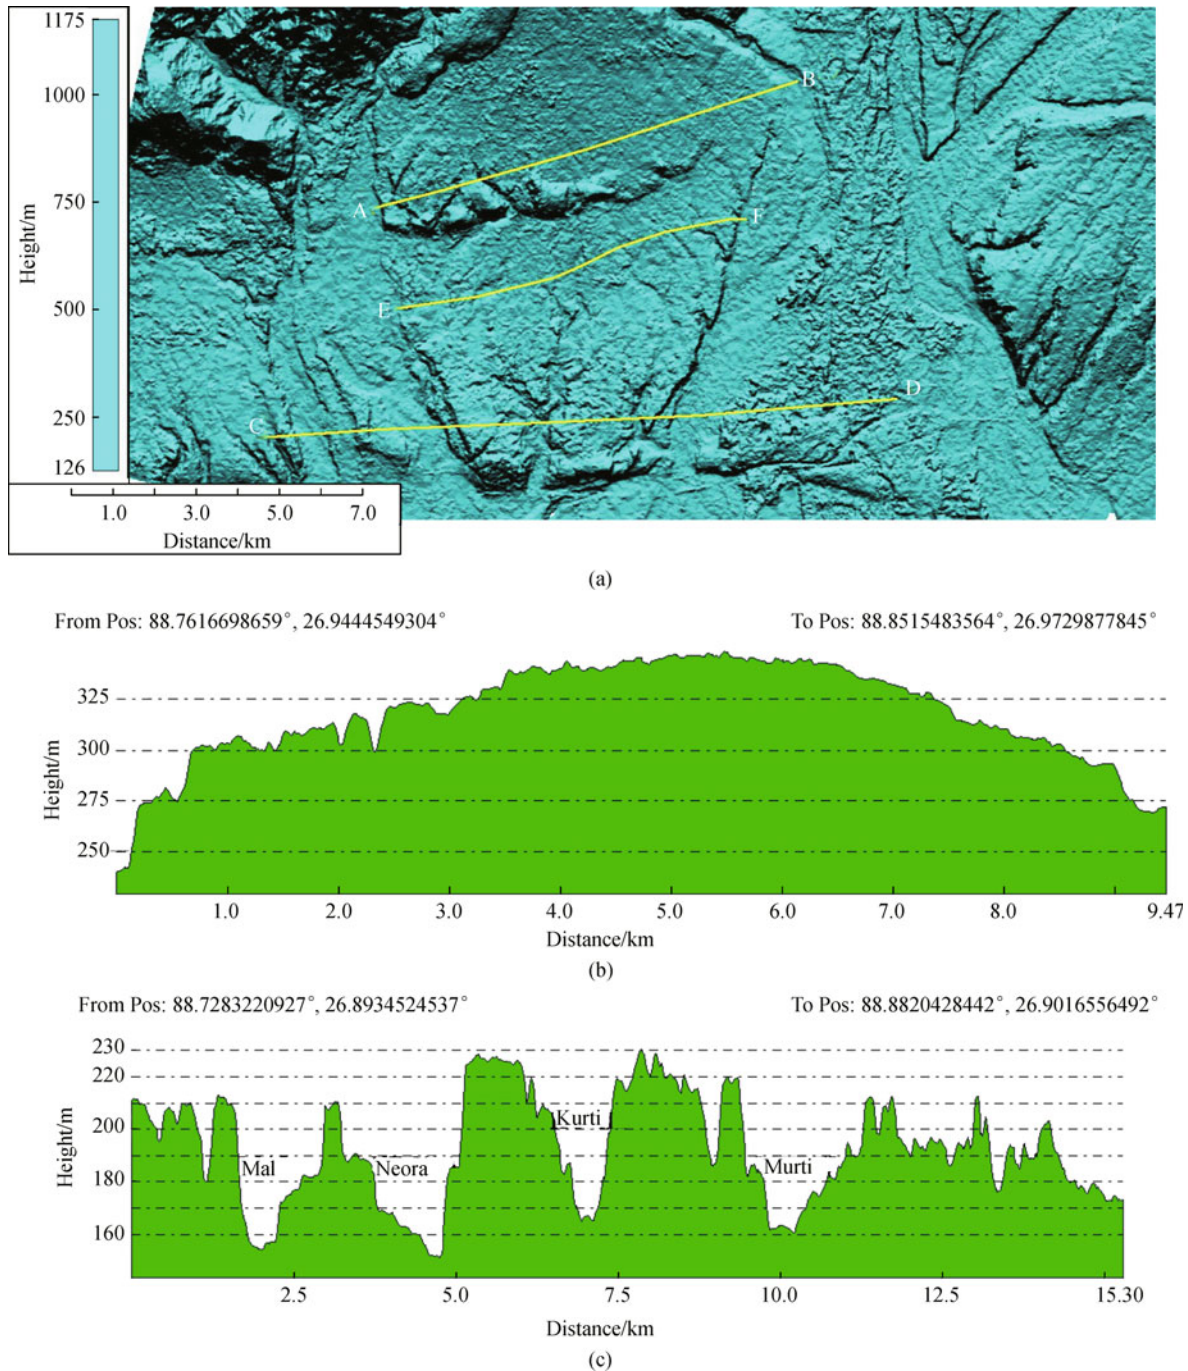 1175
1000
750
500
250
126
Height/m
A
B
C
D
E
F
1.0 3.0 5.0 7.0
Distance/km
(a)
From Pos: 88.7616698659°, 26.9444549304° To Pos: 88.8515483564°, 26.9729877845°
325
300
275
250
Height/m
1.0 2.0 3.0 4.0 5.0 6.0 7.0 8.0 9.47
Distance/km
(b)
From Pos: 88.7283220927°, 26.8934524537° To Pos: 88.8820428442°, 26.9016556492°
230
220
200
180
160
Height/m
Mal Neora Kurti Murti
2.5 5.0 7.5 10.0 12.5 15.30
Distance/km
(c)